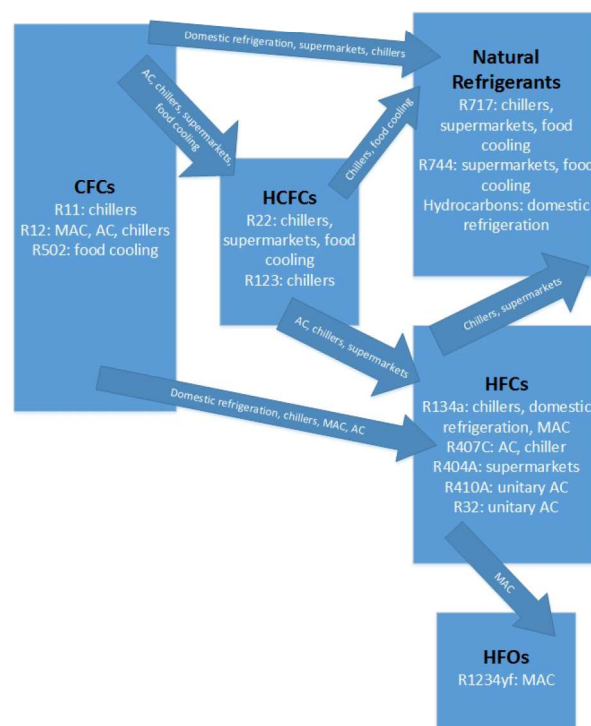 Domestic refrigeration, supermarkets, chillers
AC, chillers, supermarkets,
food cooling
CFCs
R11: chillers
R12: MAC, AC, chillers
R502: food cooling
HCFCs
R22: chillers,
supermarkets, food
cooling
R123: chillers
Chillers, food cooling
Natural
Refrigerants
R717: chillers,
supermarkets, food
cooling
R744: supermarkets, food
cooling
Hydrocarbons: domestic
refrigeration
AC, chillers, supermarkets
Chillers, supermarkets
Domestic refrigeration, chillers, MAC, AC
HFCs
R134a: chillers, domestic
refrigeration, MAC
R407C: AC, chiller
R404A: supermarkets
R410A: unitary AC
R32: unitary AC
MAC
HFOs
R1234yf: MAC